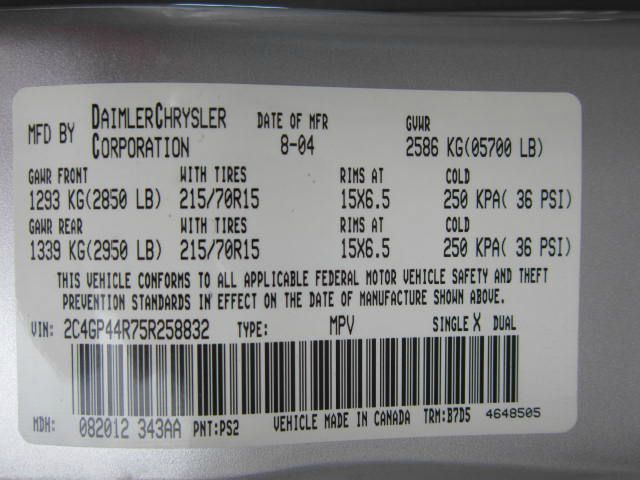 MFD BY DAIMLERCHRYSLER CORPORATION DATE OF MFR 8-04 GVWR 2586 KG(05700 LB)
GAWR FRONT WITH TIRES RIMS AT COLD
1293 KG(2850 LB) 215/70R15 15X6.5 250 KPA( 36 PSI)
GAWR REAR WITH TIRES RIMS AT COLD
1339 KG(2950 LB) 215/70R15 15X6.5 250 KPA( 36 PSI)
THIS VEHICLE CONFORMS TO ALL APPLICABLE FEDERAL MOTOR VEHICLE SAFETY AND THEFT
PREVENTION STANDARDS IN EFFECT ON THE DATE OF MANUFACTURE SHOWN ABOVE.
VIN: 2C4GP44R75R258832 TYPE: MPV SINGLE X DUAL
MDH: 082012 343AA PNT:PS2 VEHICLE MADE IN CANADA TRM:B7D5 4648505